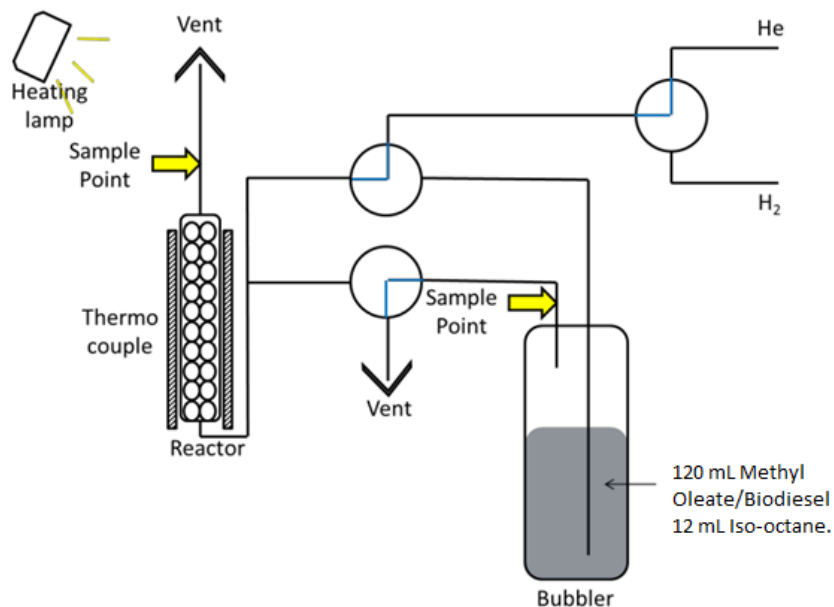 Vent
He
Heating
lamp
Sample
Point
H₂
Sample
Point
Thermo
couple
Vent
Reactor
120 mL Methyl
Oleate/Biodiesel
12 mL Iso-octane.
Bubbler